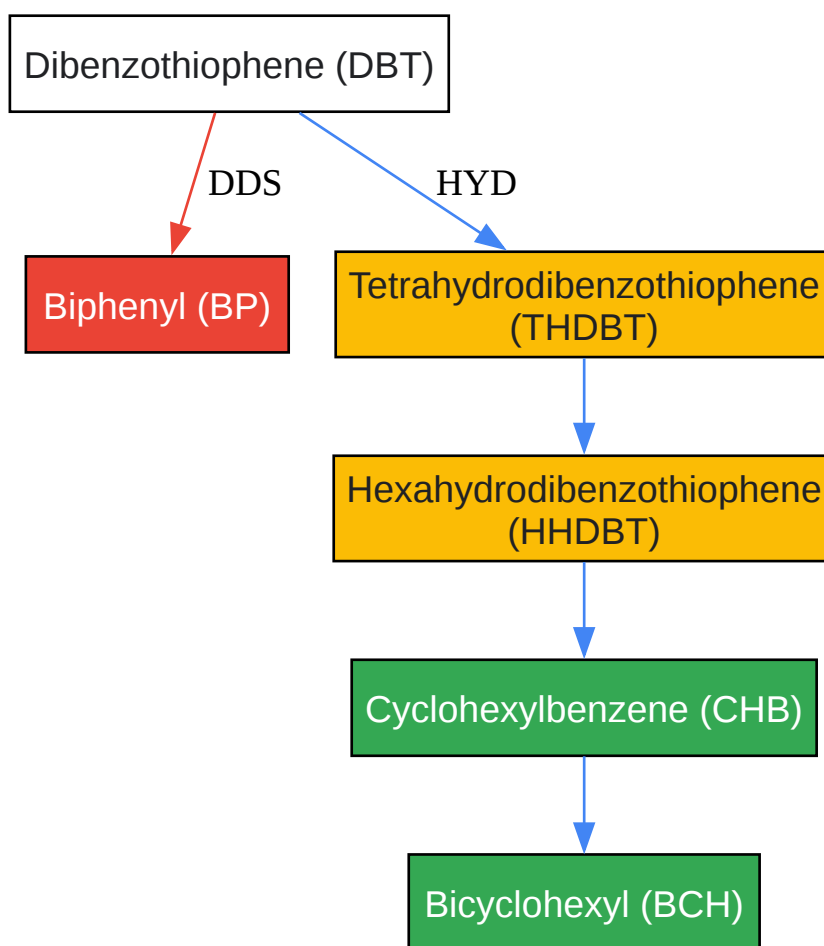 Dibenzothiophene (DBT)
DDS
HYD
Biphenyl (BP)
Tetrahydrodibenzothiophene
(THDBT)
Hexahydrodibenzothiophene
(HHDBT)
Cyclohexylbenzene (CHB)
Bicyclohexyl (BCH)